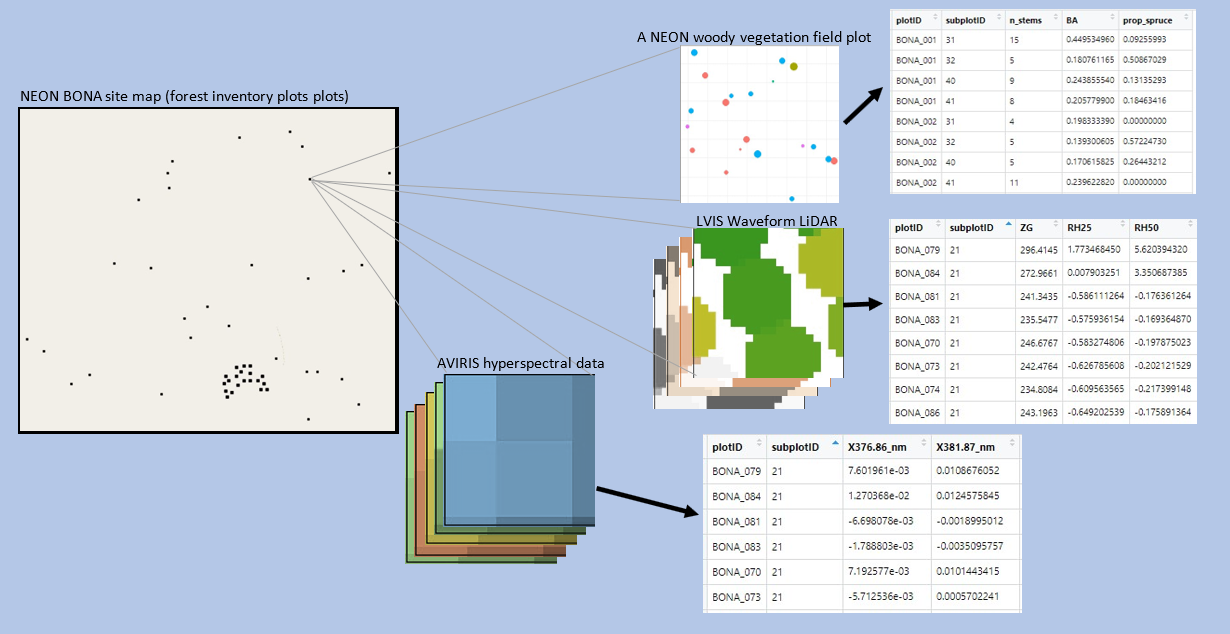 A NEON woody vegetation field plot
NEON BONA site map (forest inventory plots plots)
plotID subplotID n_stems BA prop_spruce
BONA_001 31 15 0.449534960 0.09255993
BONA_001 32 5 0.180761165 0.50867029
BONA_001 40 9 0.243855540 0.13135293
BONA_001 41 8 0.205779900 0.18463416
BONA_002 31 4 0.198333390 0.00000000
BONA_002 32 5 0.139300605 0.57224730
BONA_002 40 5 0.170615825 0.26443212
BONA_002 41 11 0.239622820 0.00000000
LVIS Waveform LiDAR
plotID subplotID ZG RH25 RH50
BONA_079 21 296.4145 1.773468450 5.620394320
BONA_084 21 272.9661 0.007903251 3.350687385
BONA_081 21 241.3435 -0.586111264 -0.176361264
BONA_083 21 235.5477 -0.575936154 -0.169364870
BONA_070 21 246.6767 -0.583274806 -0.197875023
BONA_073 21 242.4764 -0.626785608 -0.202121529
BONA_074 21 234.8084 -0.609563565 -0.217399148
BONA_086 21 243.1963 -0.649202539 -0.175891364
AVIRIS hyperspectral data
plotID subplotID X376.86_nm X381.87_nm
BONA_079 21 7.601961e-03 0.0108676052
BONA_084 21 1.270368e-02 0.0124575845
BONA_081 21 -6.698078e-03 -0.0018995012
BONA_083 21 -1.788803e-03 -0.0035095757
BONA_070 21 7.192577e-03 0.0101443415
BONA_073 21 -5.712536e-03 0.0005702241